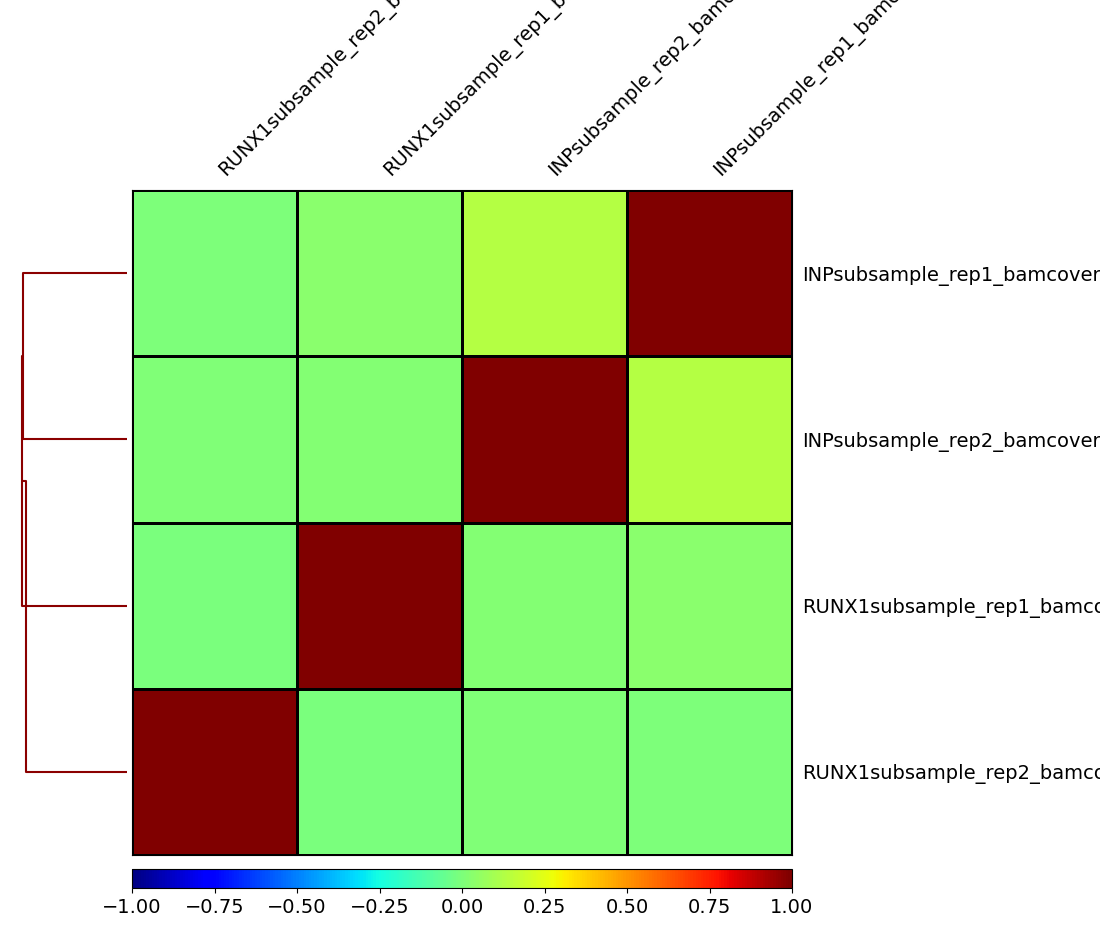 RUNX1subsample_rep2_b
RUNX1subsample_rep1_b
INPsubsample_rep2_bamc
INPsubsample_rep1_bamc
INPsubsample_rep1_bamcover
INPsubsample_rep2_bamcover
RUNX1subsample_rep1_bamco
RUNX1subsample_rep2_bamco
−1.00 −0.75 −0.50 −0.25 0.00 0.25 0.50 0.75 1.00